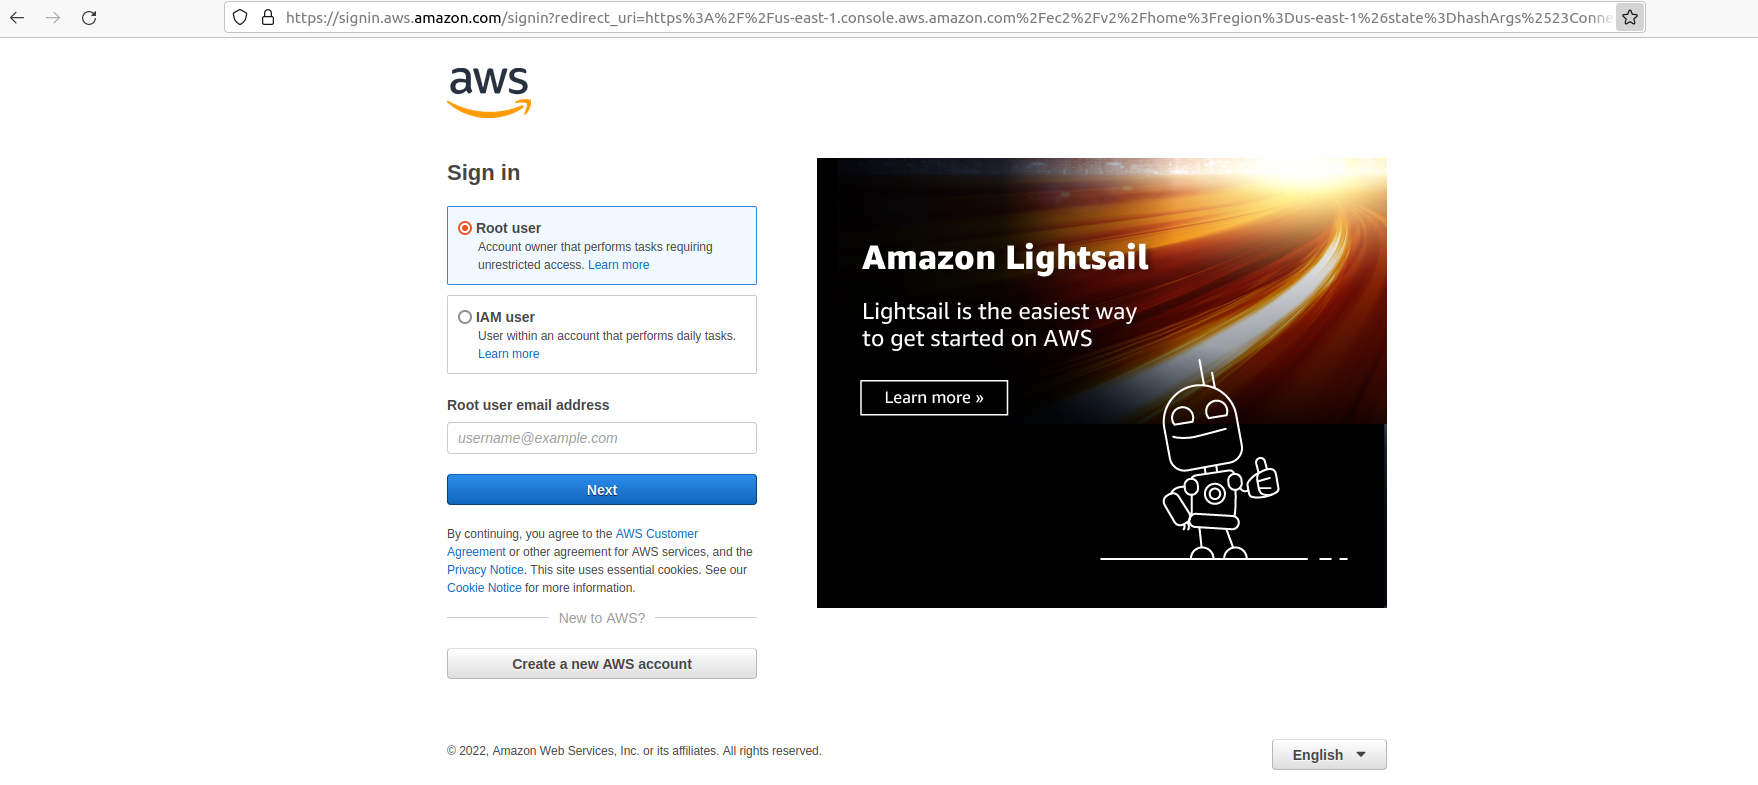 https://signin.aws.amazon.com/signin?redirect_uri=https%3A%2F%2Fus-east-1.console.aws.amazon.com%2Fec2%2Fv2%2Fhome%3Fregion%3Dus-east-1%26state%3DhashArgs%2523Conne
aws
Sign in
Root user
Account owner that performs tasks requiring
unrestricted access. Learn more
IAM user
User within an account that performs daily tasks.
Learn more
Root user email address
username@example.com
Next
By continuing, you agree to the AWS Customer
Agreement or other agreement for AWS services, and the
Privacy Notice. This site uses essential cookies. See our
Cookie Notice for more information.
New to AWS?
Create a new AWS account
Amazon Lightsail
Lightsail is the easiest way
to get started on AWS
Learn more »
© 2022, Amazon Web Services, Inc. or its affiliates. All rights reserved.
English